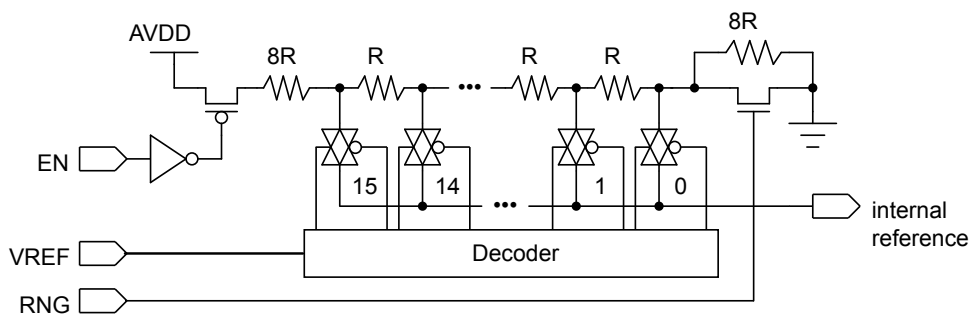 8R
AVDD
8R
R
•••
R
R
EN
15
14
1
0
•••
internal
reference
VREF
Decoder
RNG